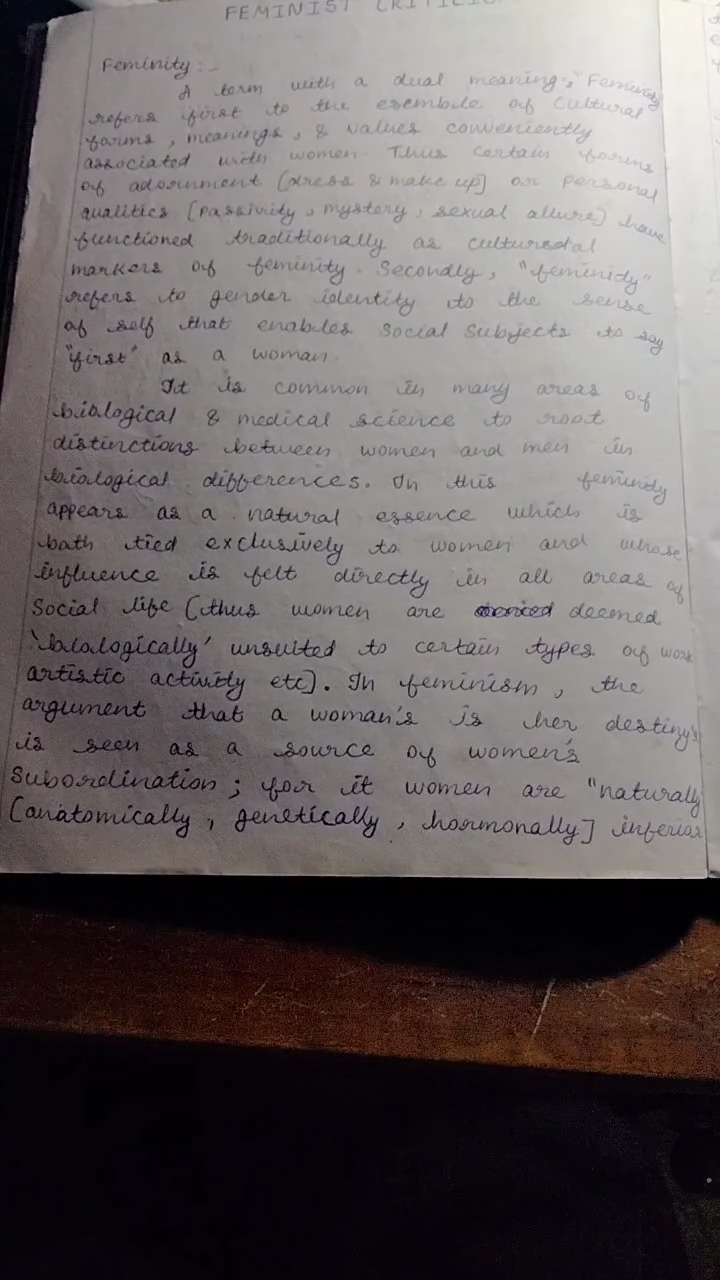 FEMINIST
Feminity :-
A term with a dual meaning, "Feminity
refers first to the esemble of cultural
forms, meanings, & values conveniently
associated with women. Thus certain forms
of adornment [dress & make up] or personal
qualities [passivity, mystery, sexual allure] have
functioned traditionally as culturedal
markers of feminity. Secondly, "feminidy"
refers to gender identity to the sense
of self that enables social subjects to say
"first" as a woman.
It is common in many areas of
biological & medical science to root
distinctions between women and men in
biological differences. In this feminidy
appears as a natural essence which is
both tied exclusively to women and whose
influence is felt directly in all areas of
social life (thus women are deemed
'biologically' unsuited to certain types of work
artistic activity etc]. In feminism, the
argument that a woman's is her destiny's
is seen as a source of women's
subordination; for it women are "naturally
[anatomically, genetically, hormonally] inferior